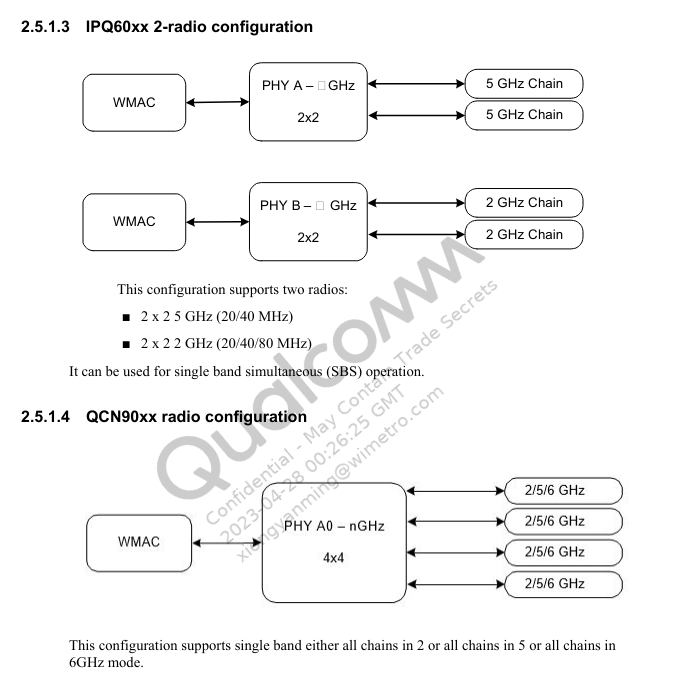 2.5.1.3 IPQ60xx 2-radio configuration
WMAC
PHY A – □ GHz
2x2
5 GHz Chain
5 GHz Chain
WMAC
PHY B – □ GHz
2x2
2 GHz Chain
2 GHz Chain
This configuration supports two radios:
■ 2 x 2 5 GHz (20/40 MHz)
■ 2 x 2 2 GHz (20/40/80 MHz)
It can be used for single band simultaneous (SBS) operation.
2.5.1.4 QCN90xx radio configuration
WMAC
PHY A0 – nGHz
4x4
2/5/6 GHz
2/5/6 GHz
2/5/6 GHz
2/5/6 GHz
This configuration supports single band either all chains in 2 or all chains in 5 or all chains in
6GHz mode.
Qualcomm
Confidential - May Contain Trade Secrets
2023-04-28 00:26:25 GMT
xiongyanming@wimetro.com